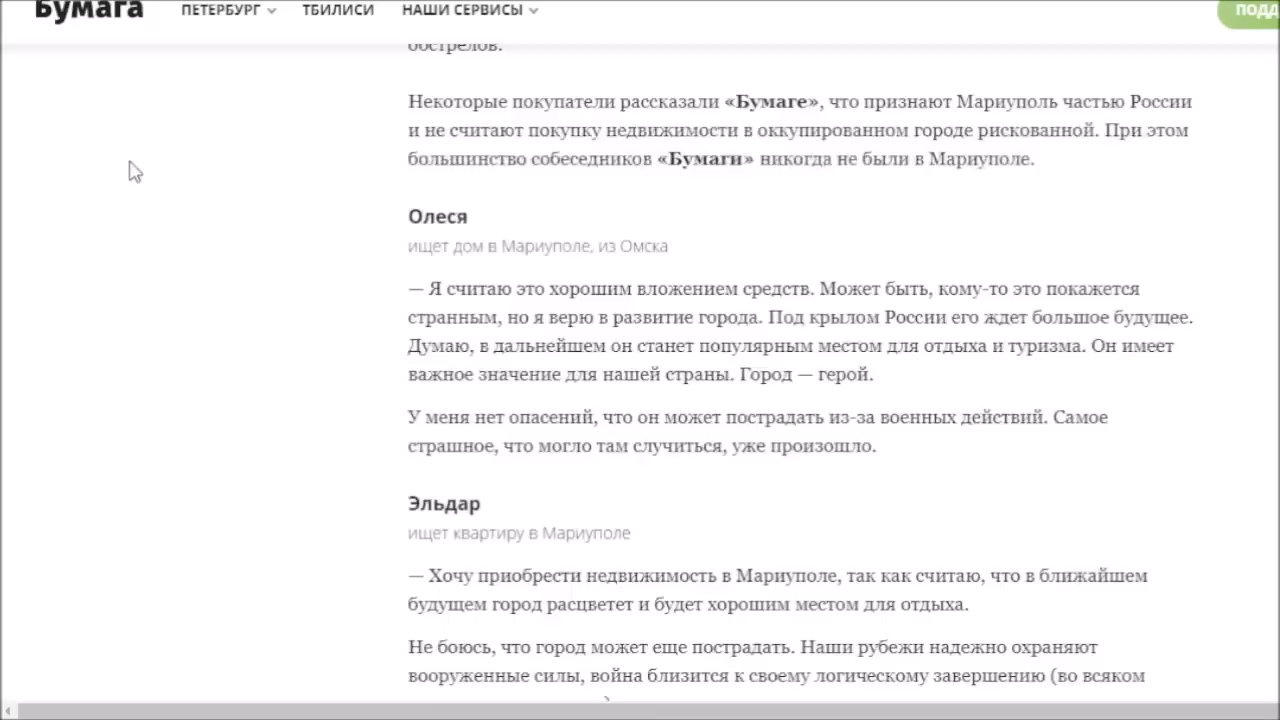 Бумага
ПЕТЕРБУРГ
ТБИЛИСИ
НАШИ СЕРВИСЫ
ПОДД
обстрелов.
Некоторые покупатели рассказали «Бумаге», что признают Мариуполь частью России
и не считают покупку недвижимости в оккупированном городе рискованной. При этом
большинство собеседников «Бумаги» никогда не были в Мариуполе.
Олеся
ищет дом в Мариуполе, из Омска
— Я считаю это хорошим вложением средств. Может быть, кому-то это покажется
странным, но я верю в развитие города. Под крылом России его ждет большое будущее.
Думаю, в дальнейшем он станет популярным местом для отдыха и туризма. Он имеет
важное значение для нашей страны. Город — герой.
У меня нет опасений, что он может пострадать из-за военных действий. Самое
страшное, что могло там случиться, уже произошло.
Эльдар
ищет квартиру в Мариуполе
— Хочу приобрести недвижимость в Мариуполе, так как считаю, что в ближайшем
будущем город расцветет и будет хорошим местом для отдыха.
Не боюсь, что город может еще пострадать. Наши рубежи надежно охраняют
вооруженные силы, война близится к своему логическому завершению (во всяком